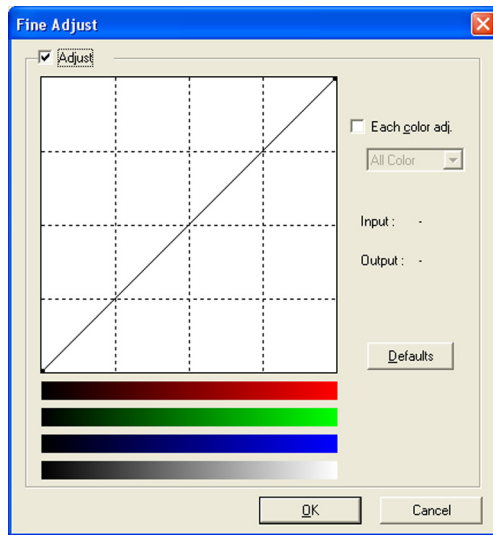 Fine Adjust
Adjust
Each color adj.
All Color
Input : -
Output : -
Defaults
OK
Cancel